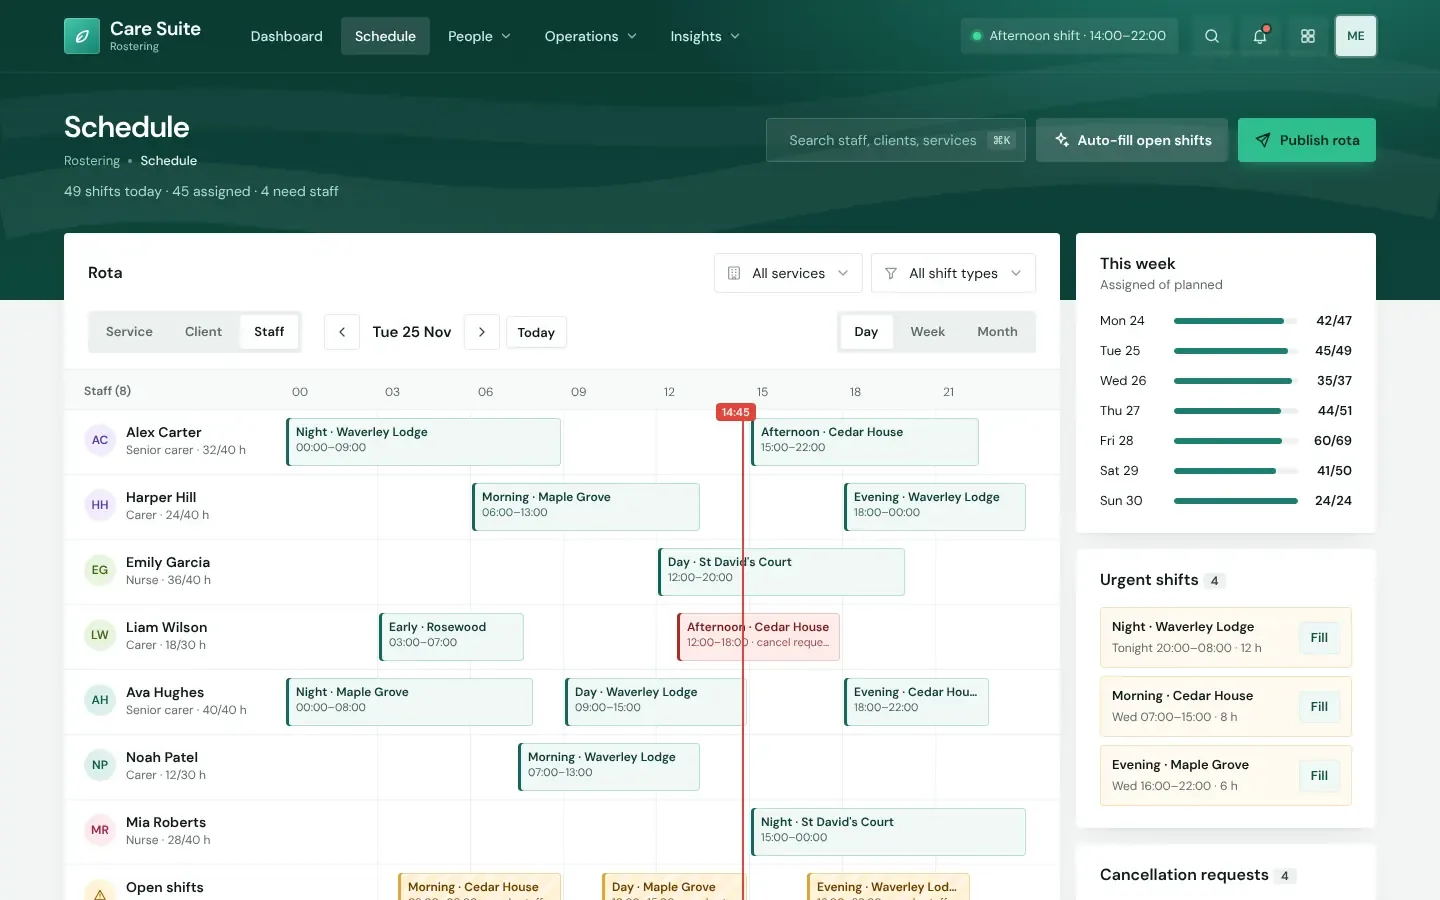 Care Suite
Rostering
Dashboard
Schedule
People
Operations
Insights
Afternoon shift · 14:00–22:00
ME
Schedule
Rostering • Schedule
49 shifts today · 45 assigned · 4 need staff
Search staff, clients, services ⌘K
Auto-fill open shifts
Publish rota
Rota
All services
All shift types
Service
Client
Staff
Tue 25 Nov
Today
Day
Week
Month
Staff (8)
00 03 06 09 12 15 18 21
14:45
AC
Alex Carter
Senior carer · 32/40 h
Night · Waverley Lodge
00:00–09:00
Afternoon · Cedar House
15:00–22:00
HH
Harper Hill
Carer · 24/40 h
Morning · Maple Grove
06:00–13:00
Evening · Waverley Lodge
18:00–00:00
EG
Emily Garcia
Nurse · 36/40 h
Day · St David's Court
12:00–20:00
LW
Liam Wilson
Carer · 18/30 h
Early · Rosewood
03:00–07:00
Afternoon · Cedar House
12:00–18:00 · cancel reque…
AH
Ava Hughes
Senior carer · 40/40 h
Night · Maple Grove
00:00–08:00
Day · Waverley Lodge
09:00–15:00
Evening · Cedar Hou…
18:00–22:00
NP
Noah Patel
Carer · 12/30 h
Morning · Waverley Lodge
07:00–13:00
MR
Mia Roberts
Nurse · 28/40 h
Night · St David's Court
15:00–00:00
Open shifts
Morning · Cedar House
Day · Maple Grove
Evening · Waverley Lod…
This week
Assigned of planned
Mon 24 42/47
Tue 25 45/49
Wed 26 35/37
Thu 27 44/51
Fri 28 60/69
Sat 29 41/50
Sun 30 24/24
Urgent shifts 4
Night · Waverley Lodge
Tonight 20:00–08:00 · 12 h
Fill
Morning · Cedar House
Wed 07:00–15:00 · 8 h
Fill
Evening · Maple Grove
Wed 16:00–22:00 · 6 h
Fill
Cancellation requests 4